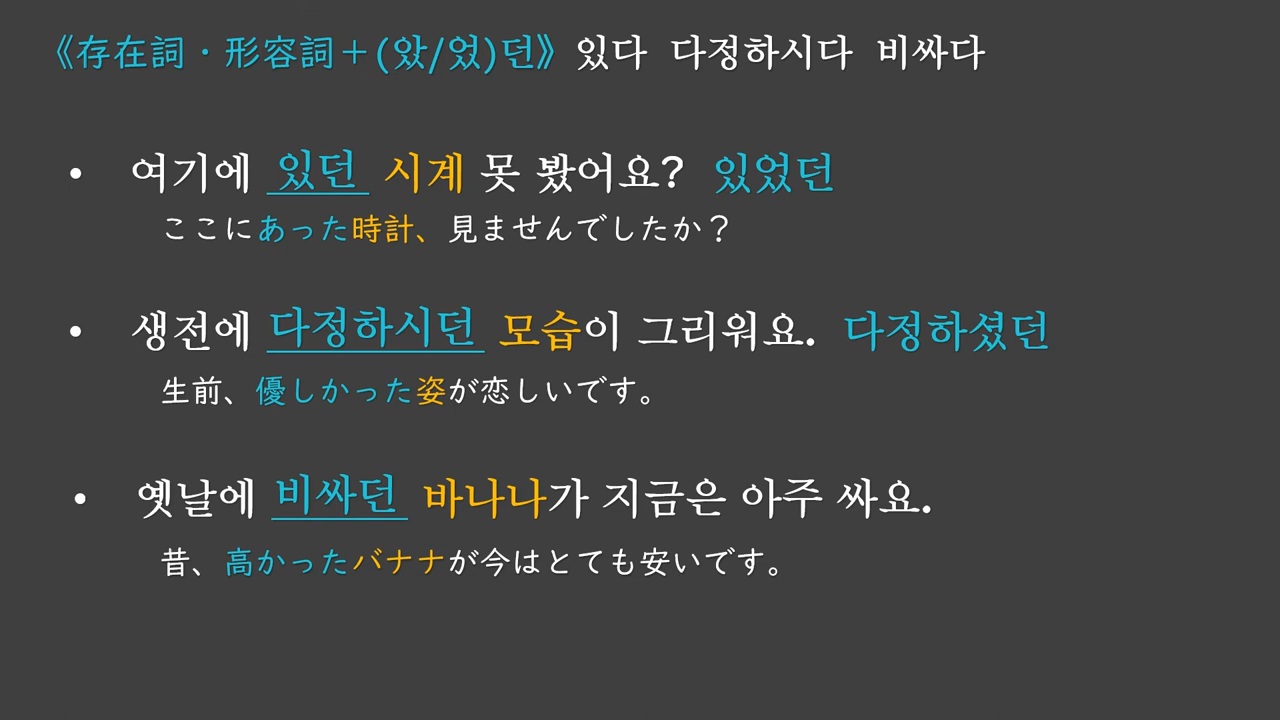 《存在詞・形容詞＋(았/었)던》있다 다정하시다 비싸다
• 여기에 있던 시계 못 봤어요? 있었던
ここにあった時計、見ませんでしたか？
• 생전에 다정하시던 모습이 그리워요. 다정하셨던
生前、優しかった姿が恋しいです。
• 옛날에 비싸던 바나나가 지금은 아주 싸요.
昔、高かったバナナが今はとても安いです。